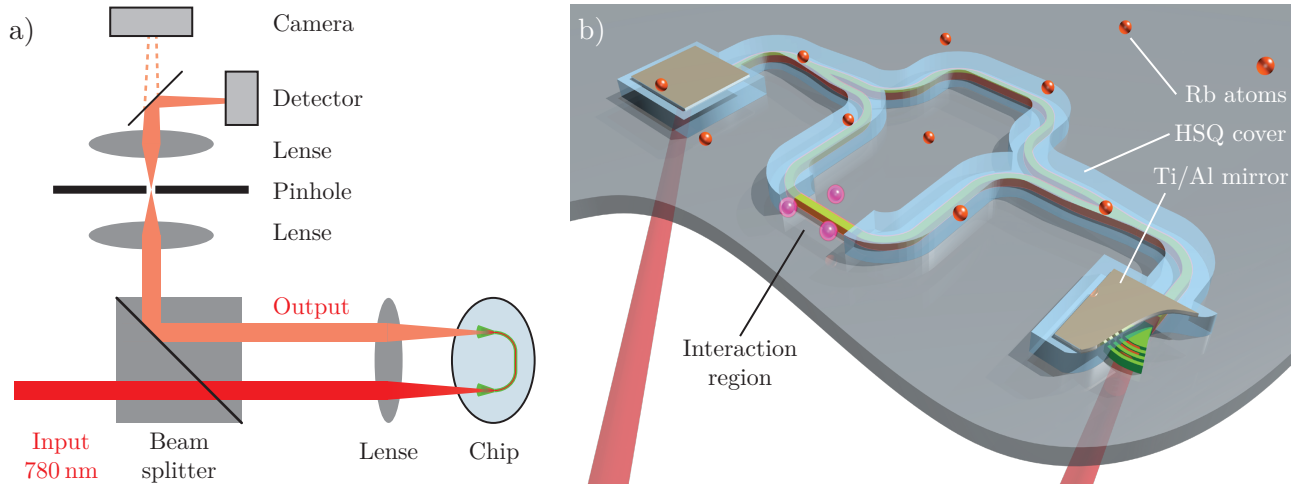 a)
Camera
Detector
Lense
Pinhole
Lense
Output
Input
780 nm
Beam
splitter
Lense
Chip
b)
Rb atoms
HSQ cover
Ti/Al mirror
Interaction
region